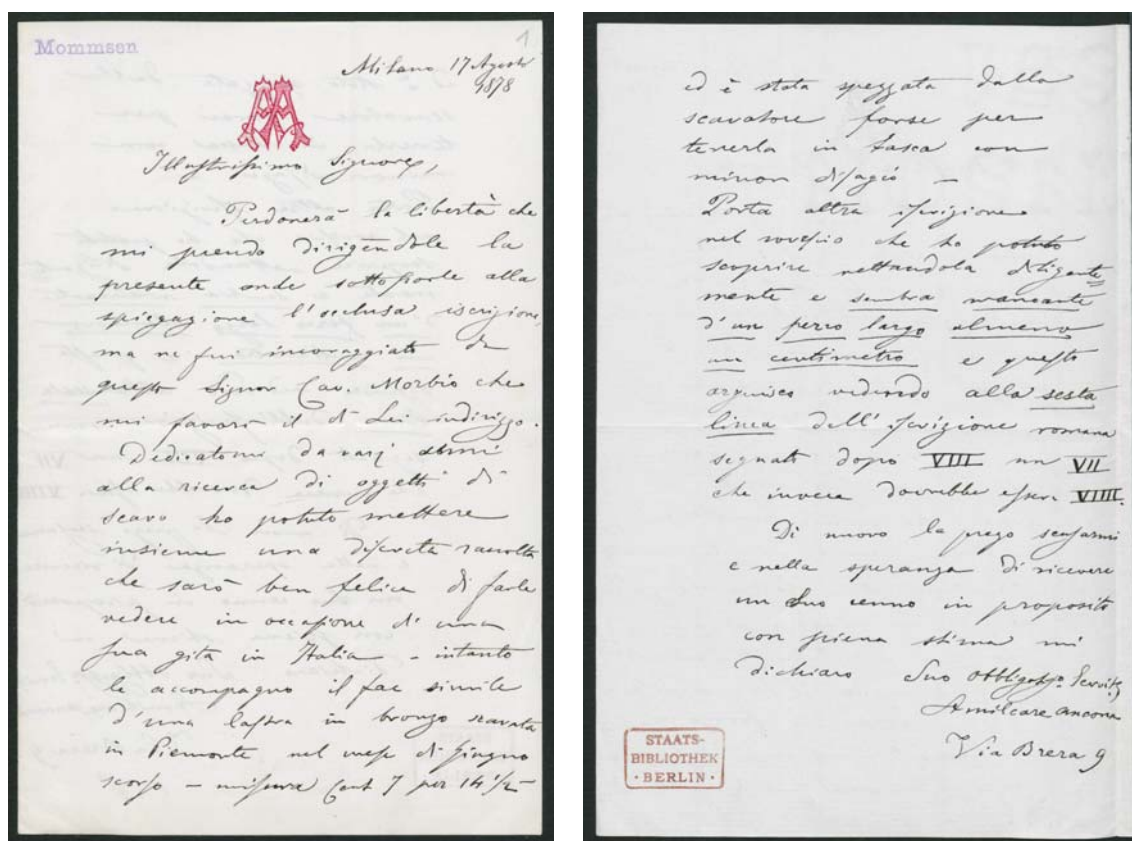 Mommsen
1
Milano 17 Agosto
1878
AA
Illustrissimo Signore,
Perdonerà la libertà che
mi prendo dirigendole la
presente onde sottoporle alla
spiegazione l'acclusa iscrizione,
ma ne fui incoraggiato da
questo Signor Cav. Morbio che
mi favorì il di Lei indirizzo.
Dedicatomi da varj anni
alla ricerca di oggetti di
scavo ho potuto mettere
insieme una discreta raccolta
che sarò ben felice di farle
vedere in occasione di una
sua gita in Italia - intanto
le accompagno il fac simile
d'una lastra in bronzo scavata
in Piemonte nel mese di Giugno
scorso - misura Cent 7 per 14 1/2 -
ed è stata spezzata dallo
scavatore forse per
tenerla in tasca con
minor disagio -
Porta altra iscrizione
nel rovescio che ho potuto
scoprire nettandola diligente=
mente e sembra mancante
d'un pezzo largo almeno
un centimetro e questo
arguisco vedendo alla sesta
linea dell'iscrizione romana
segnato dopo VIII un VII
che invece dovrebbe essere VIIII.
Di nuovo la prego scusarmi
e nella speranza di ricevere
un Suo cenno in proposito
con piena stima mi
dichiaro Suo obbligatss. Servit
Amilcare Ancona
Via Brera 9
STAATS-
BIBLIOTHEK
· BERLIN ·